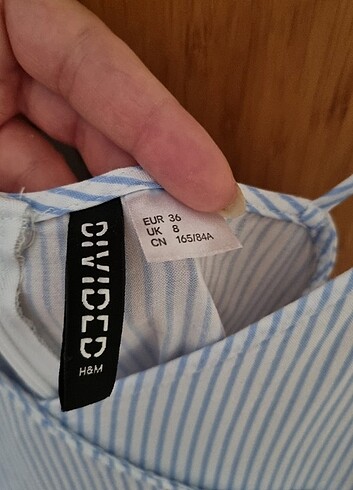 DIVIDED
H&M
EUR 36
UK 8
CN 165/84A